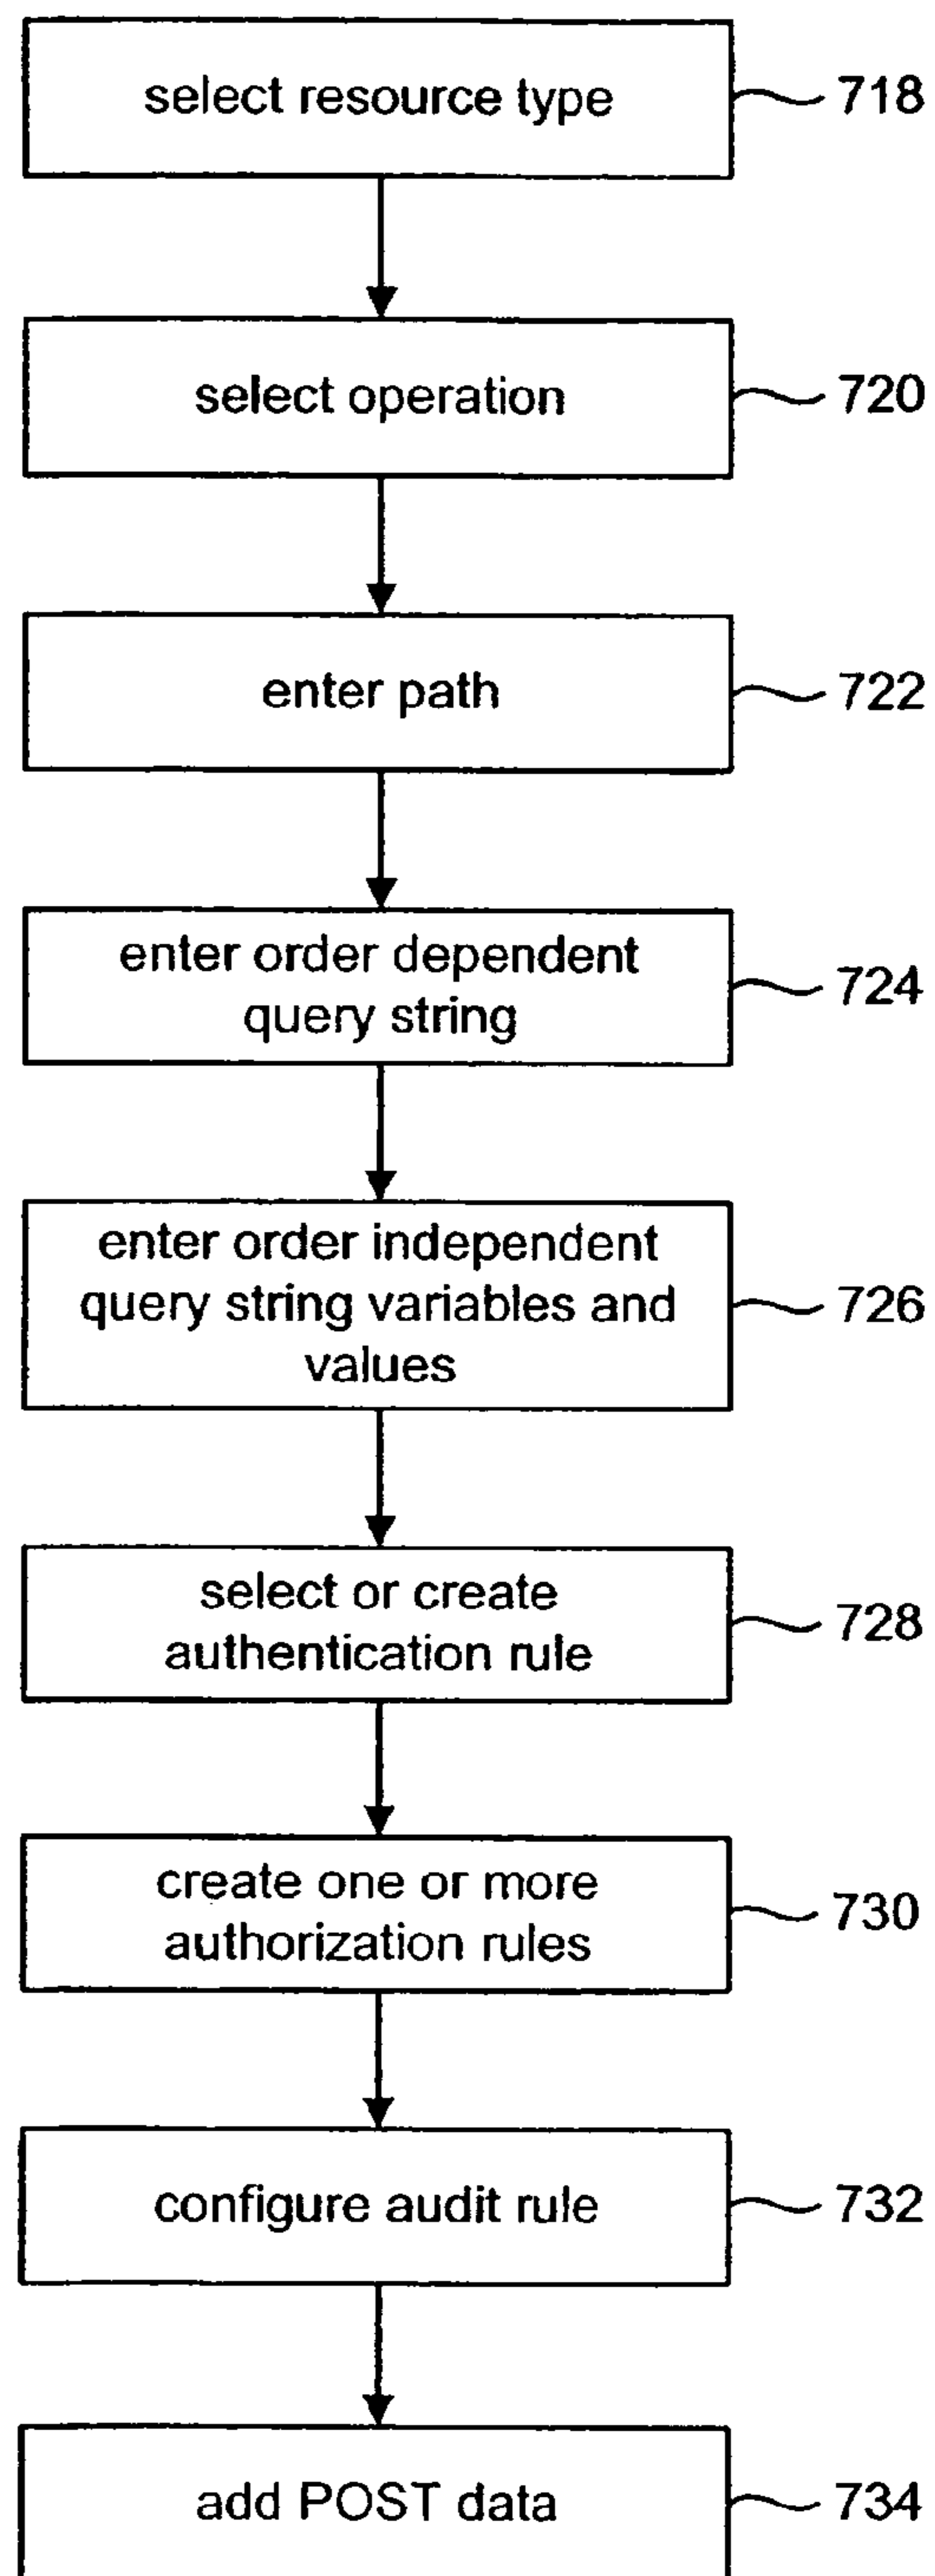 select resource type
718
select operation
720
enter path
722
enter order dependent
query string
724
enter order independent
query string variables and
values
726
select or create
authentication rule
728
create one or more
authorization rules
730
configure audit rule
732
add POST data
734